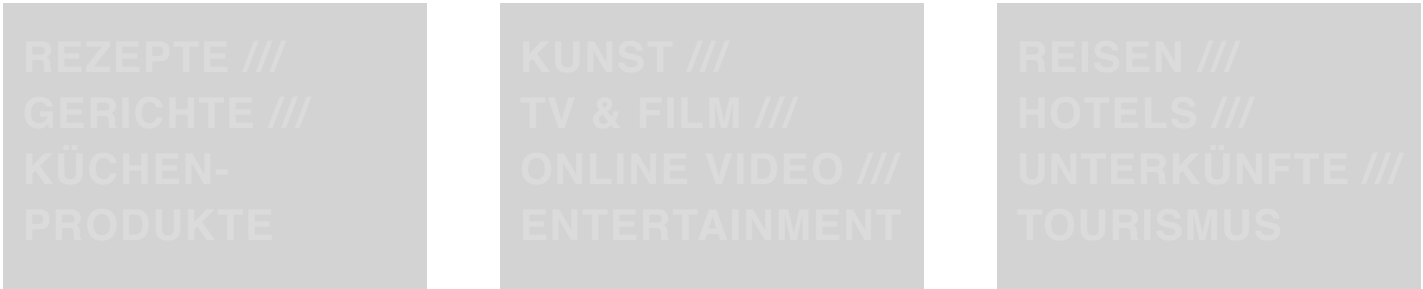 REZEPTE ///
GERICHTE ///
KÜCHEN-
PRODUKTE
KUNST ///
TV & FILM ///
ONLINE VIDEO ///
ENTERTAINMENT
REISEN ///
HOTELS ///
UNTERKÜNFTE ///
TOURISMUS